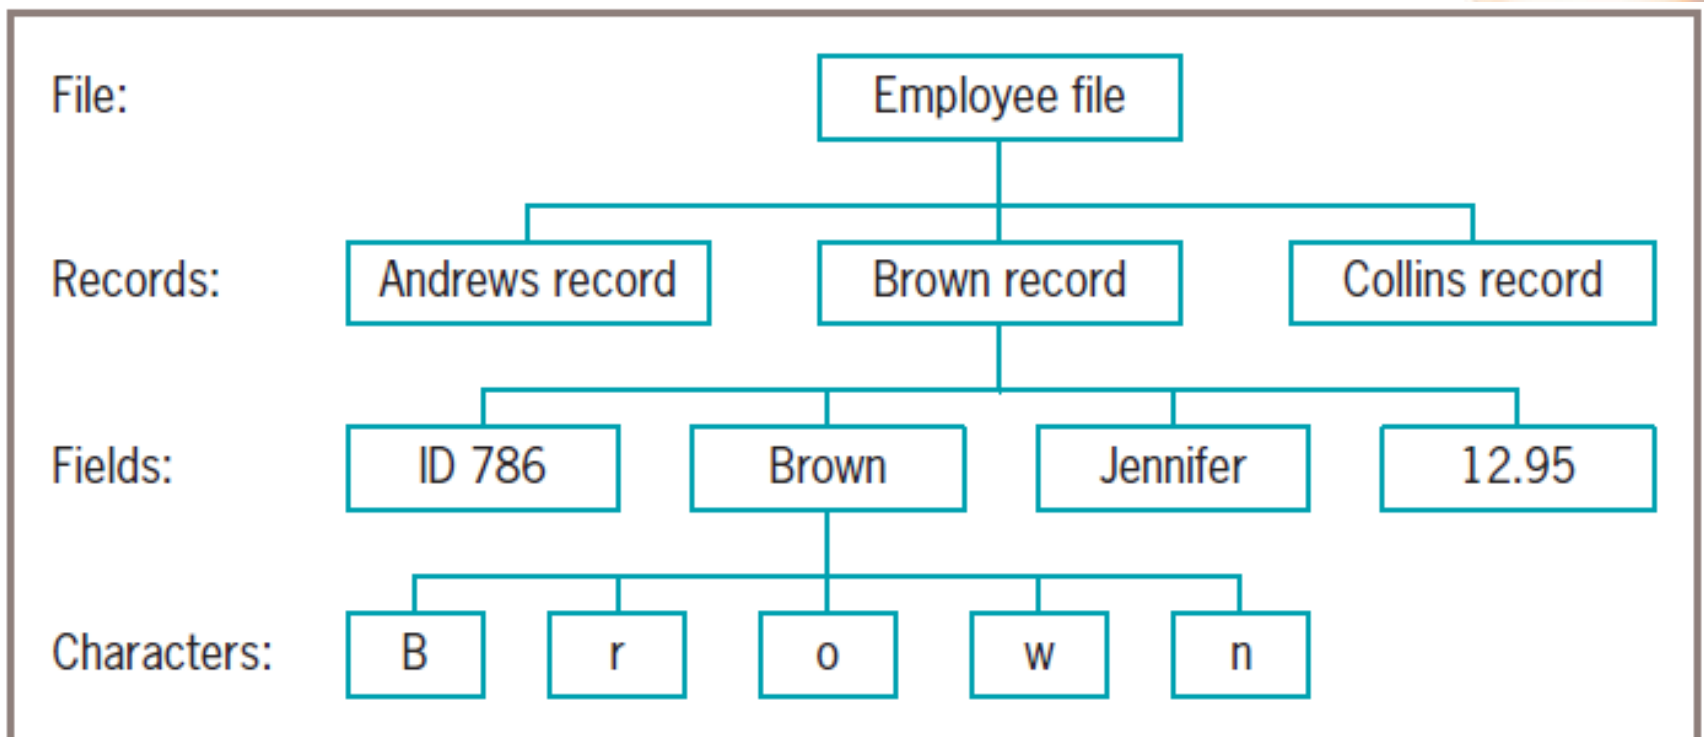 File: Employee file
Records: Andrews record Brown record Collins record
Fields: ID 786 Brown Jennifer 12.95
Characters: B r o w n